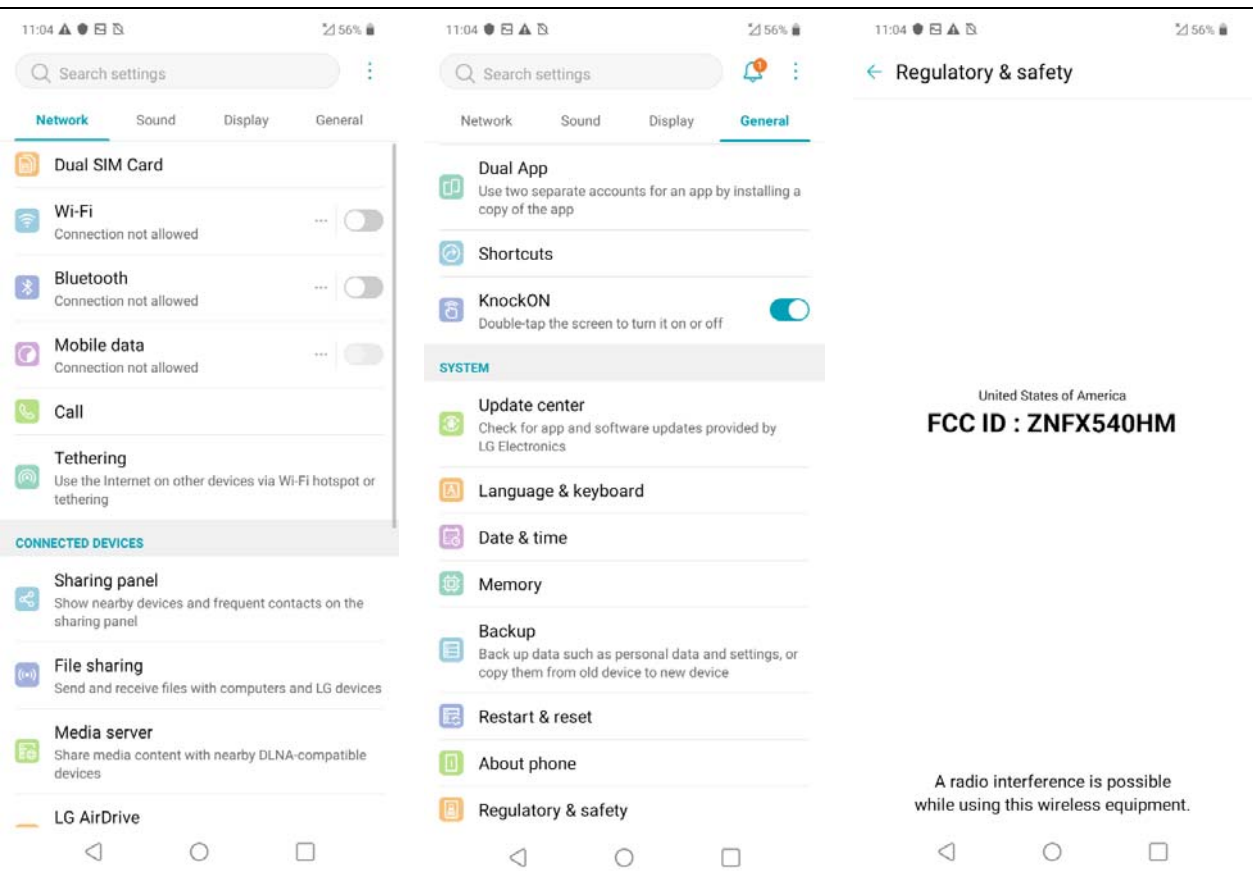 11:04
56%
Search settings
Network Sound Display General
Dual SIM Card
Wi-Fi
Connection not allowed
Bluetooth
Connection not allowed
Mobile data
Connection not allowed
Call
Tethering
Use the Internet on other devices via Wi-Fi hotspot or
tethering
CONNECTED DEVICES
Sharing panel
Show nearby devices and frequent contacts on the
sharing panel
File sharing
Send and receive files with computers and LG devices
Media server
Share media content with nearby DLNA-compatible
devices
LG AirDrive
11:04
56%
Search settings
1
Network Sound Display General
Dual App
Use two separate accounts for an app by installing a
copy of the app
Shortcuts
KnockON
Double-tap the screen to turn it on or off
SYSTEM
Update center
Check for app and software updates provided by
LG Electronics
Language & keyboard
Date & time
Memory
Backup
Back up data such as personal data and settings, or
copy them from old device to new device
Restart & reset
About phone
Regulatory & safety
11:04
56%
Regulatory & safety
United States of America
FCC ID : ZNFX540HM
A radio interference is possible
while using this wireless equipment.